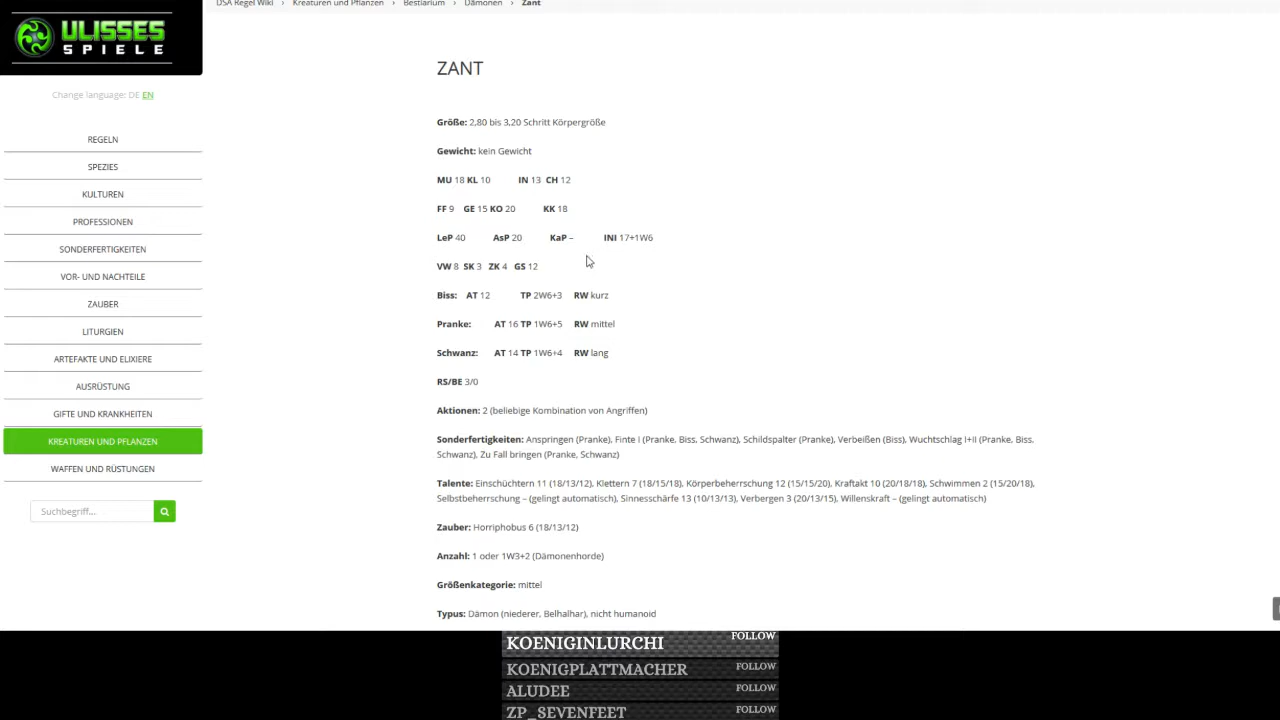 DSA Regel Wiki › Kreaturen und Pflanzen › Bestiarium › Dämonen › Zant
ULISSES
SPIELE
Change language: DE EN
REGELN
SPEZIES
KULTUREN
PROFESSIONEN
SONDERFERTIGKEITEN
VOR- UND NACHTEILE
ZAUBER
LITURGIEN
ARTEFAKTE UND ELIXIERE
AUSRÜSTUNG
GIFTE UND KRANKHEITEN
KREATUREN UND PFLANZEN
WAFFEN UND RÜSTUNGEN
Suchbegriff...
ZANT
Größe: 2,80 bis 3,20 Schritt Körpergröße
Gewicht: kein Gewicht
MU 18 KL 10 IN 13 CH 12
FF 9 GE 15 KO 20 KK 18
LeP 40 AsP 20 KaP – INI 17+1W6
VW 8 SK 3 ZK 4 GS 12
Biss: AT 12 TP 2W6+3 RW kurz
Pranke: AT 16 TP 1W6+5 RW mittel
Schwanz: AT 14 TP 1W6+4 RW lang
RS/BE 3/0
Aktionen: 2 (beliebige Kombination von Angriffen)
Sonderfertigkeiten: Anspringen (Pranke), Finte I (Pranke, Biss, Schwanz), Schildspalter (Pranke), Verbeißen (Biss), Wuchtschlag I+II (Pranke, Biss,
Schwanz), Zu Fall bringen (Pranke, Schwanz)
Talente: Einschüchtern 11 (18/13/12), Klettern 7 (18/15/18), Körperbeherrschung 12 (15/15/20), Kraftakt 10 (20/18/18), Schwimmen 2 (15/20/18),
Selbstbeherrschung – (gelingt automatisch), Sinnesschärfe 13 (10/13/13), Verbergen 3 (20/13/15), Willenskraft – (gelingt automatisch)
Zauber: Horriphobus 6 (18/13/12)
Anzahl: 1 oder 1W3+2 (Dämonenhorde)
Größenkategorie: mittel
Typus: Dämon (niederer, Belhalhar), nicht humanoid
KOENIGINLURCHI FOLLOW
KOENIGPLATTMACHER FOLLOW
ALUDEE FOLLOW
ZP_SEVENFEET FOLLOW